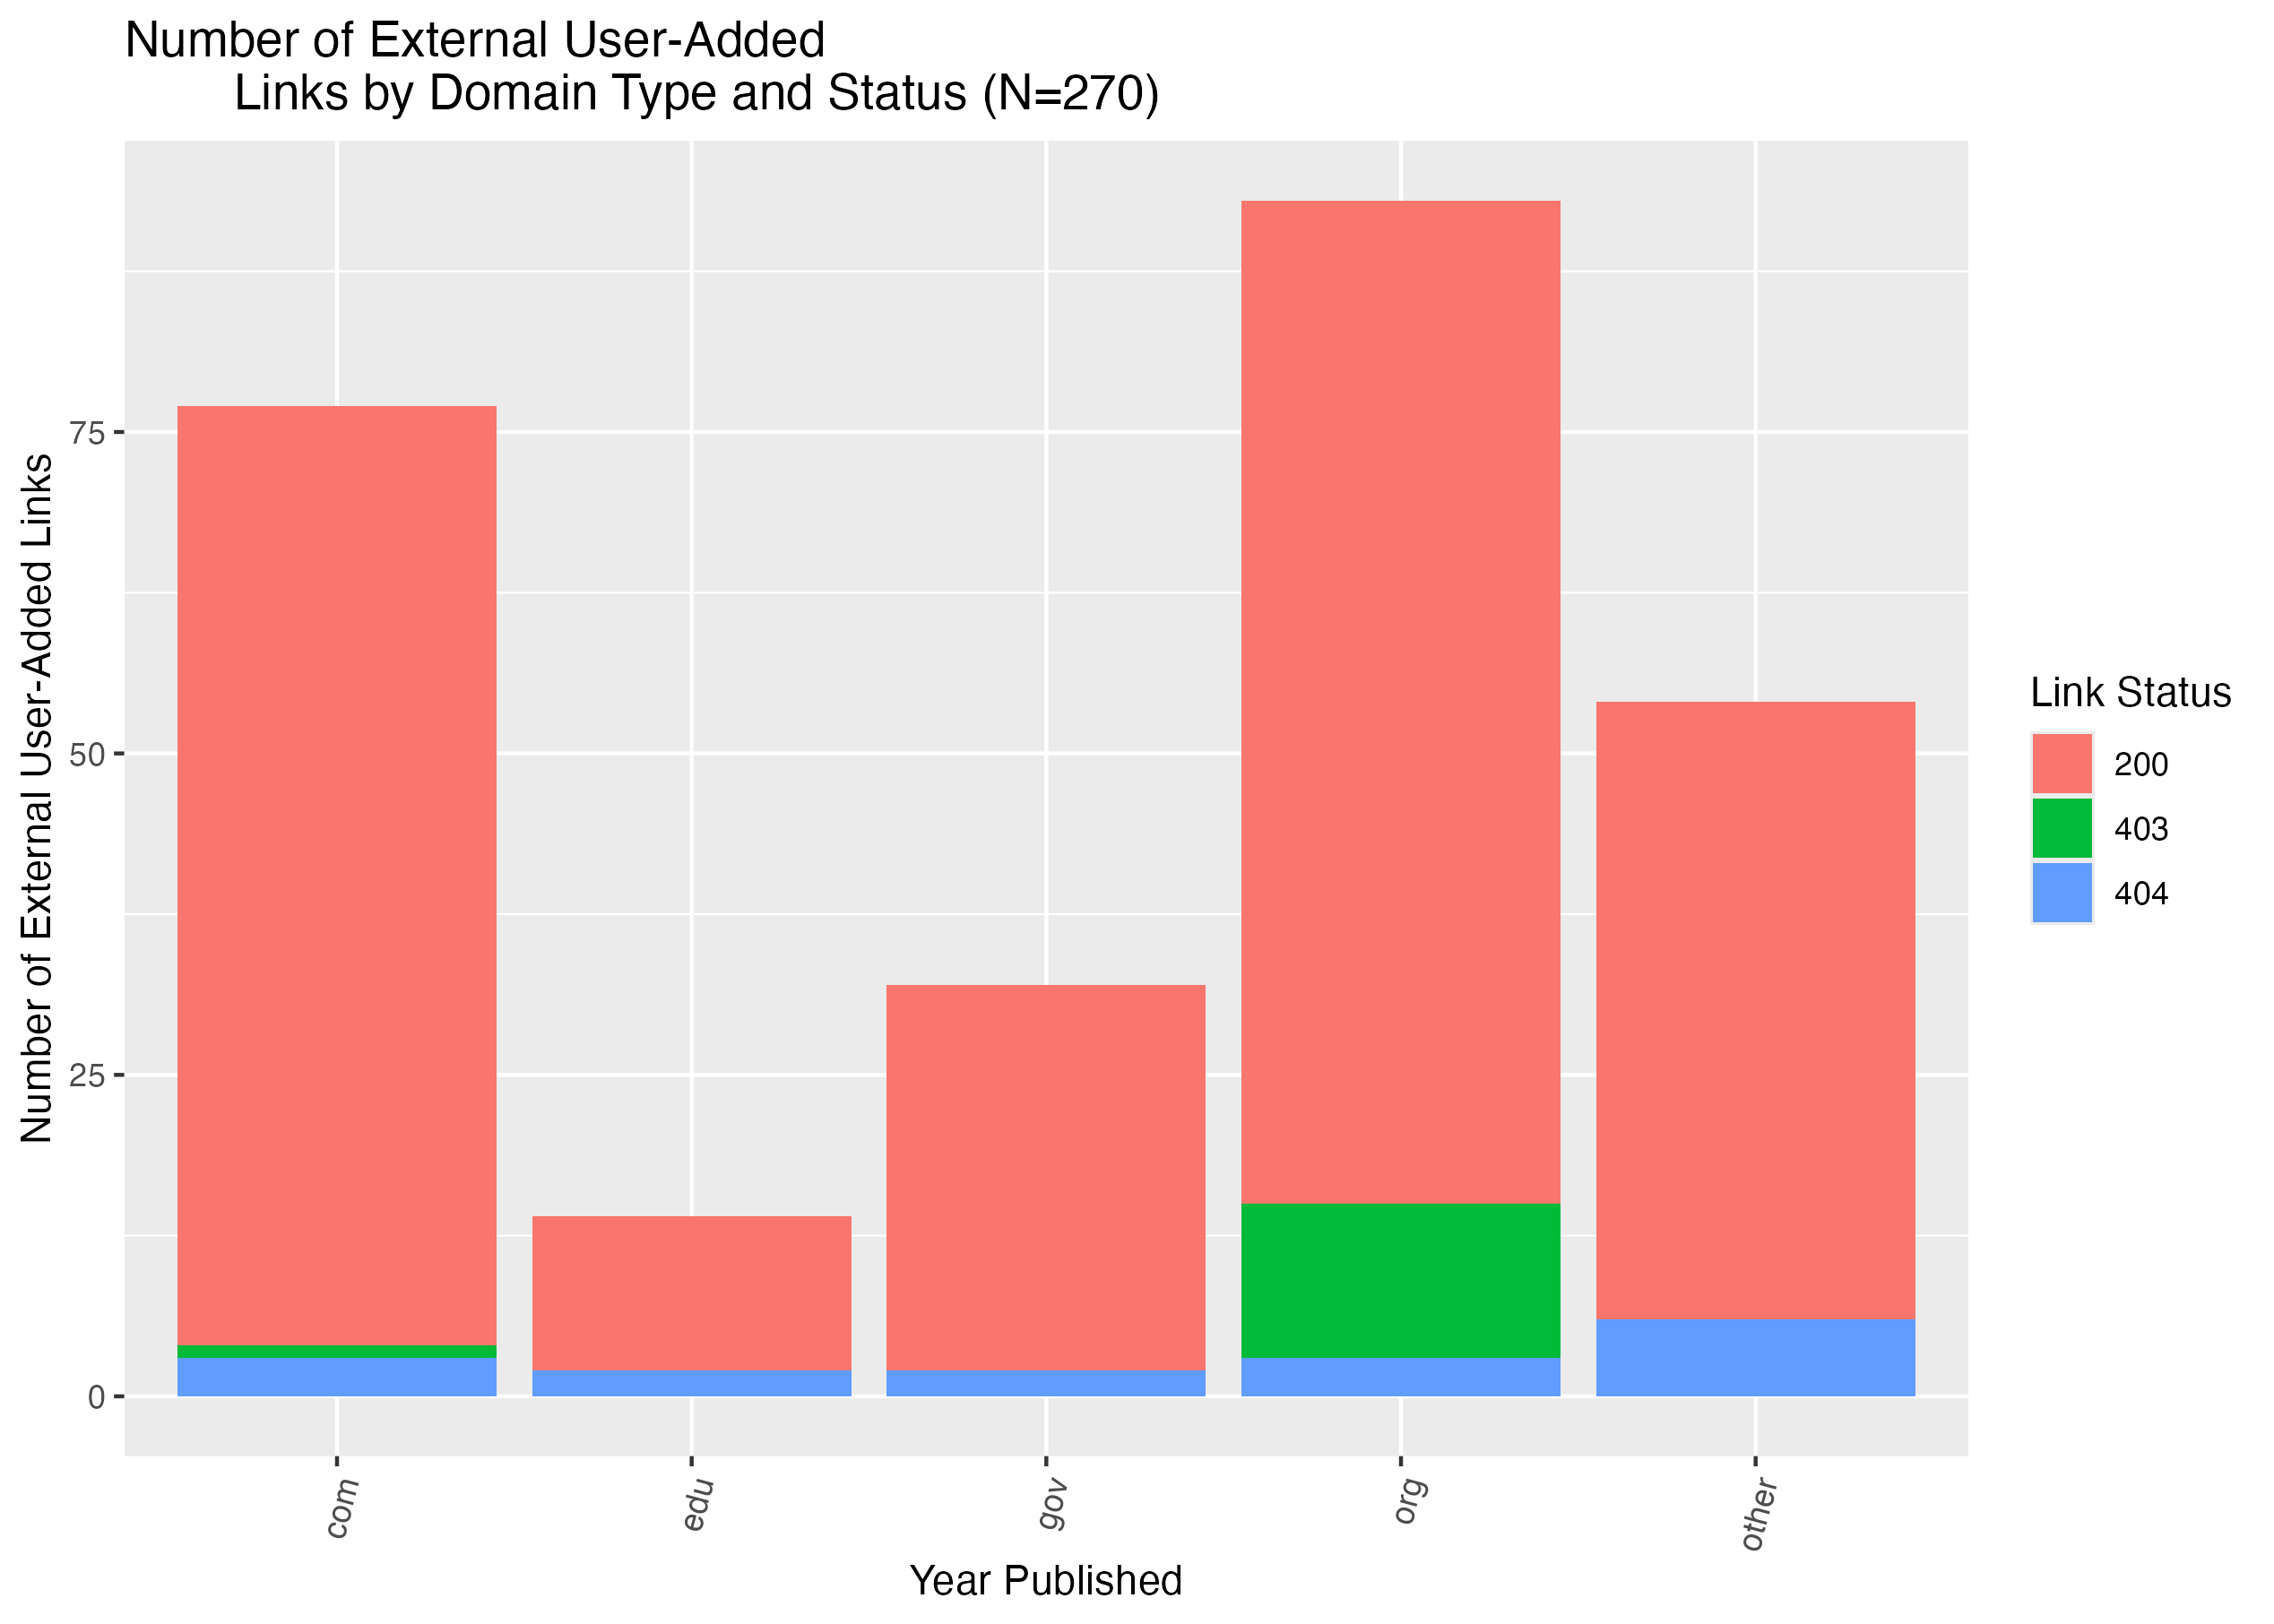 Number of External User-Added
Links by Domain Type and Status (N=270)
Number of External User-Added Links
75
50
25
0
com
edu
gov
org
other
Year Published
Link Status
200
403
404